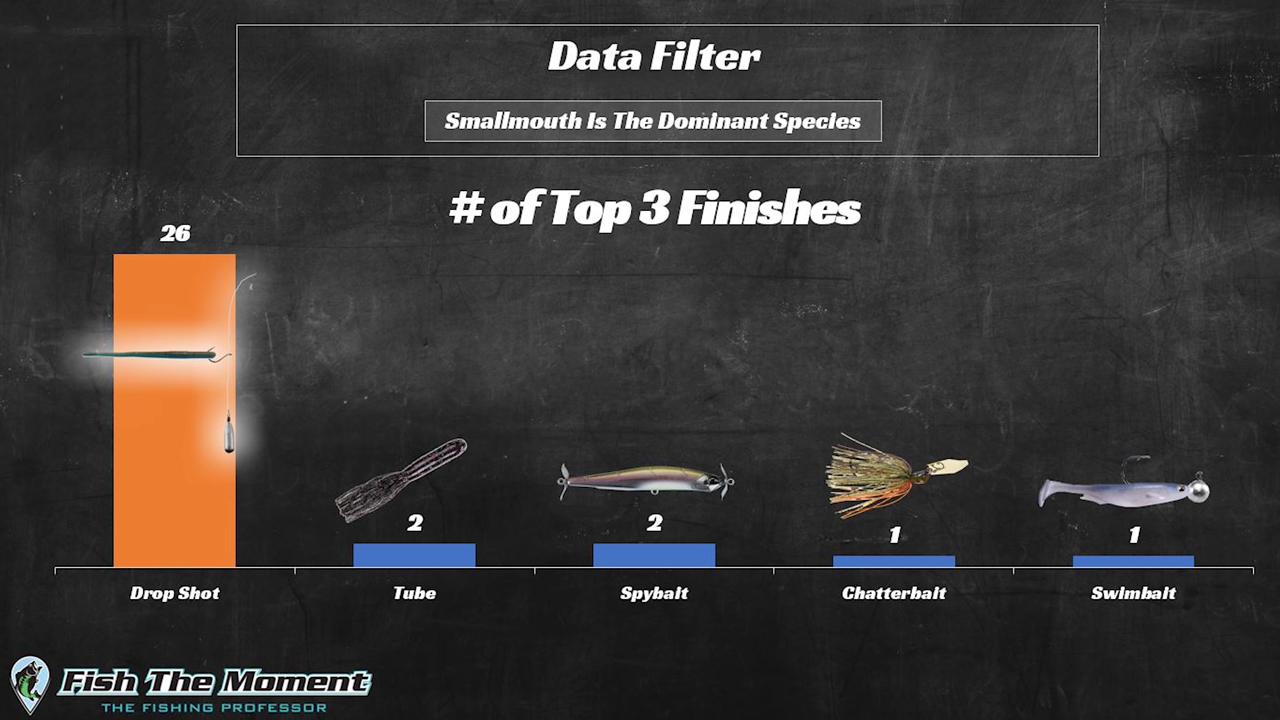 Data Filter
Smallmouth Is The Dominant Species
# of Top 3 Finishes
26
2
2
1
1
Drop Shot
Tube
Spybait
Chatterbait
Swimbait
Fish The Moment
THE FISHING PROFESSOR